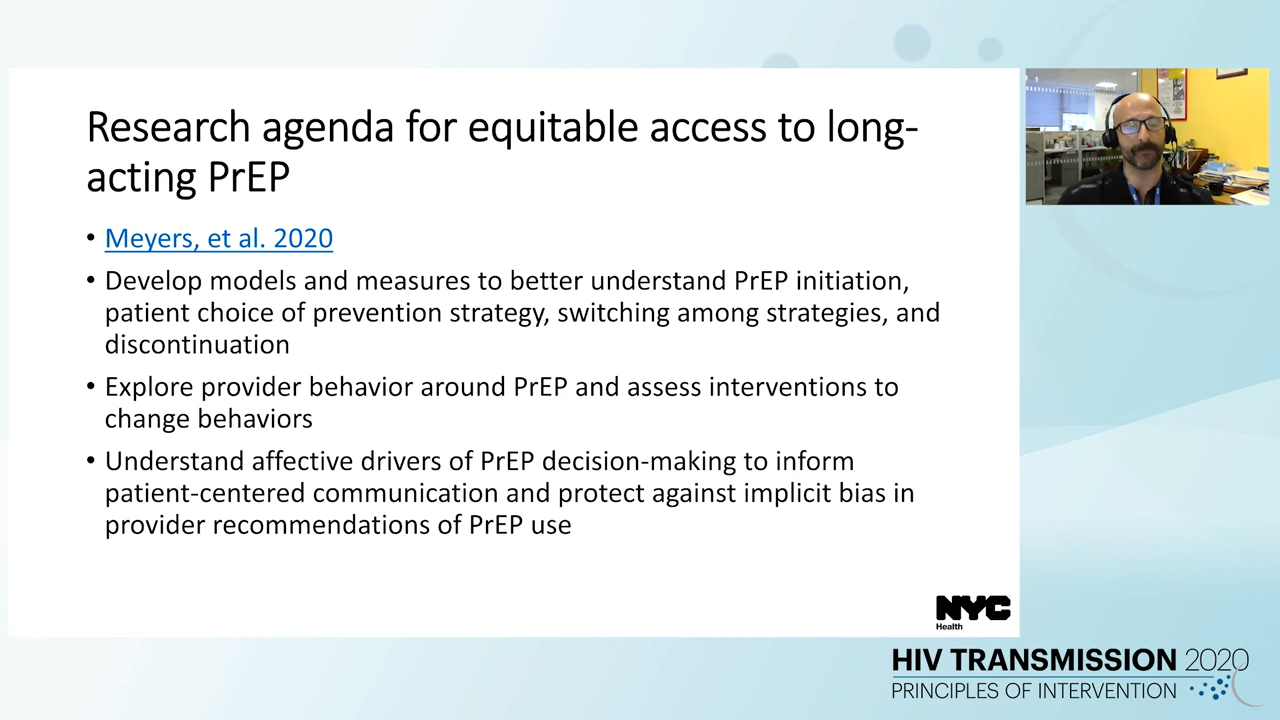 Research agenda for equitable access to long-
acting PrEP
• Meyers, et al. 2020
• Develop models and measures to better understand PrEP initiation,
patient choice of prevention strategy, switching among strategies, and
discontinuation
• Explore provider behavior around PrEP and assess interventions to
change behaviors
• Understand affective drivers of PrEP decision-making to inform
patient-centered communication and protect against implicit bias in
provider recommendations of PrEP use
NYC
Health
HIV TRANSMISSION 2020
PRINCIPLES OF INTERVENTION